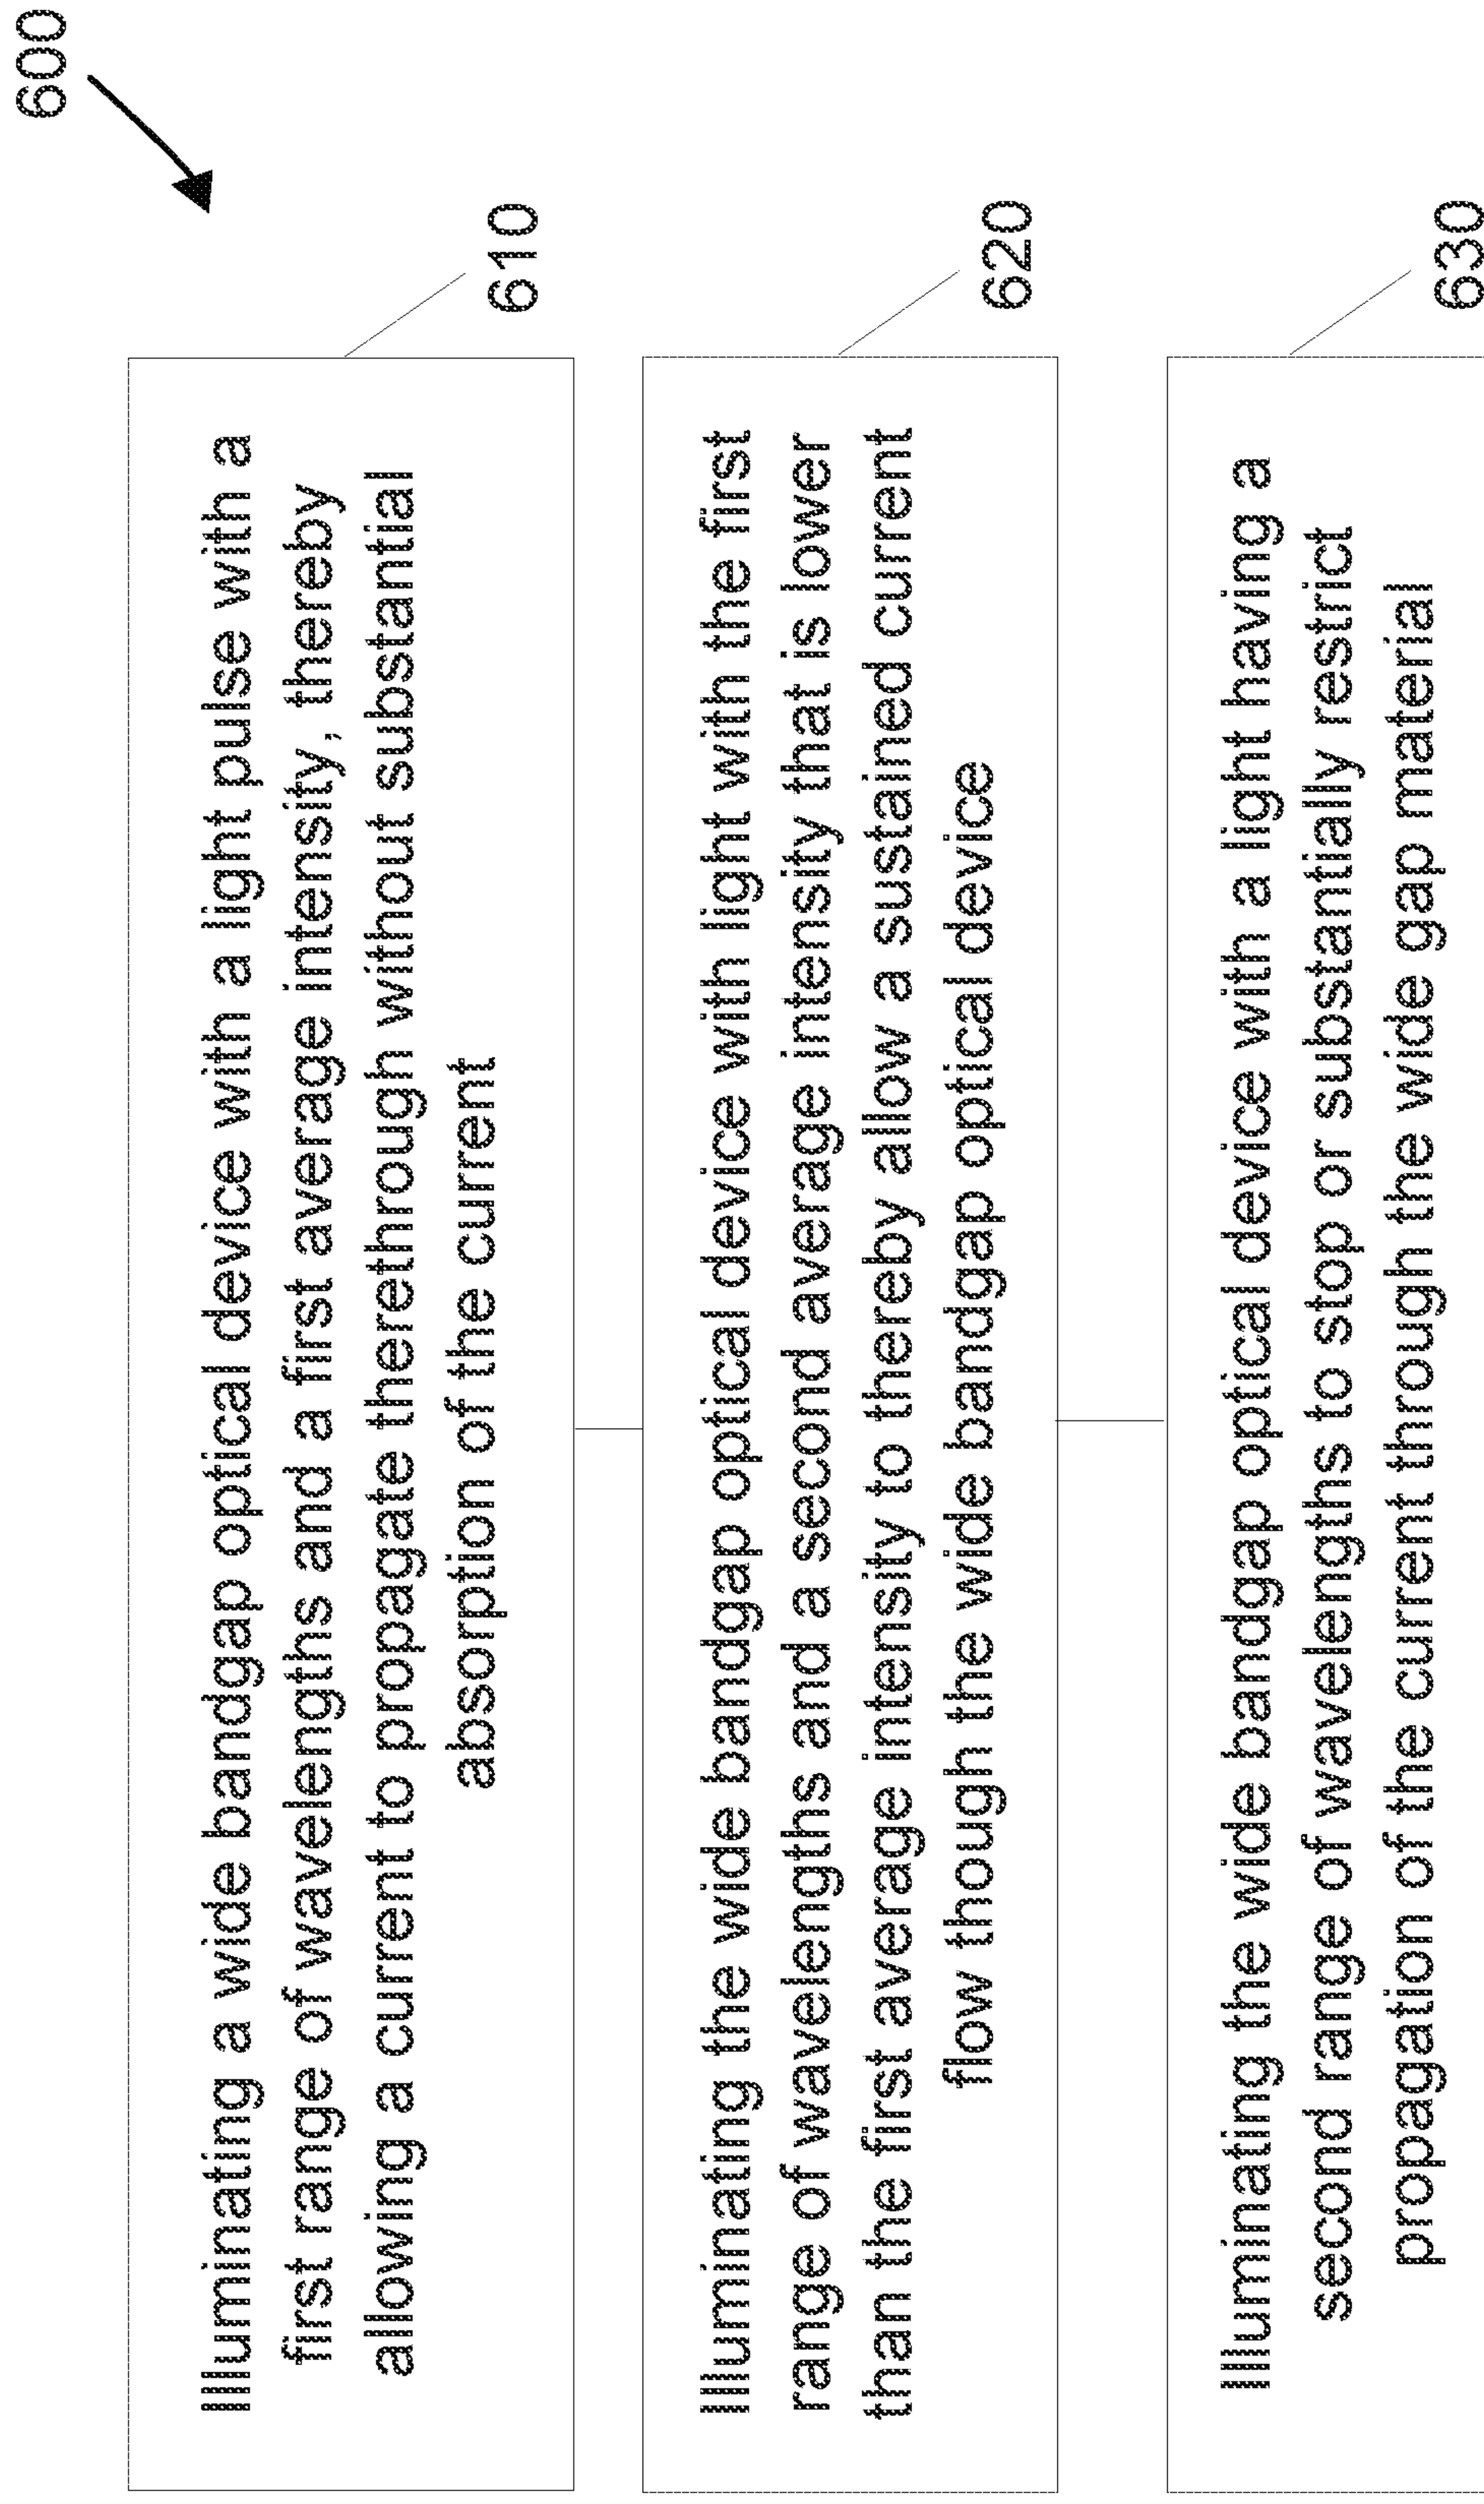 600
Illuminating a wide bandgap optical device with a light pulse with a
first range of wavelengths and a first average intensity, thereby
allowing a current to propagate therethrough without substantial
absorption of the current
610
Illuminating the wide bandgap optical device with light with the first
range of wavelengths and a second average intensity that is lower
than the first average intensity to thereby allow a sustained current
flow though the wide bandgap optical device
620
Illuminating the wide bandgap optical device with a light having a
second range of wavelengths to stop or substantially restrict
propagation of the current through the wide gap material
630